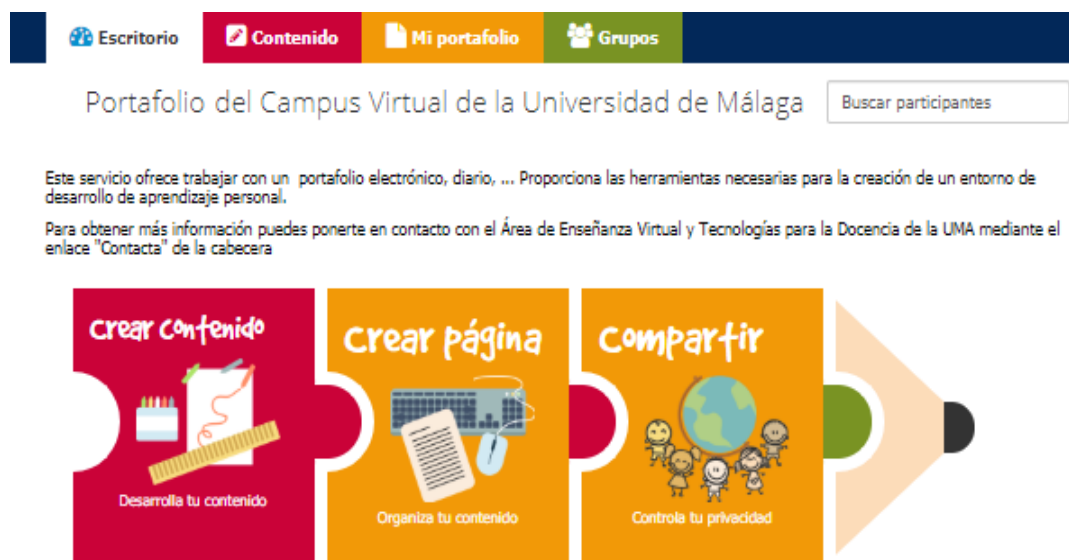 Escritorio
Contenido
Mi portafolio
Grupos
Portafolio del Campus Virtual de la Universidad de Málaga
Buscar participantes
Este servicio ofrece trabajar con un portafolio electrónico, diario, ... Proporciona las herramientas necesarias para la creación de un entorno de
desarrollo de aprendizaje personal.
Para obtener más información puedes ponerte en contacto con el Área de Enseñanza Virtual y Tecnologías para la Docencia de la UMA mediante el
enlace "Contacta" de la cabecera
Crear contenido
Desarrolla tu contenido
Crear página
Organiza tu contenido
Compartir
Controla tu privacidad